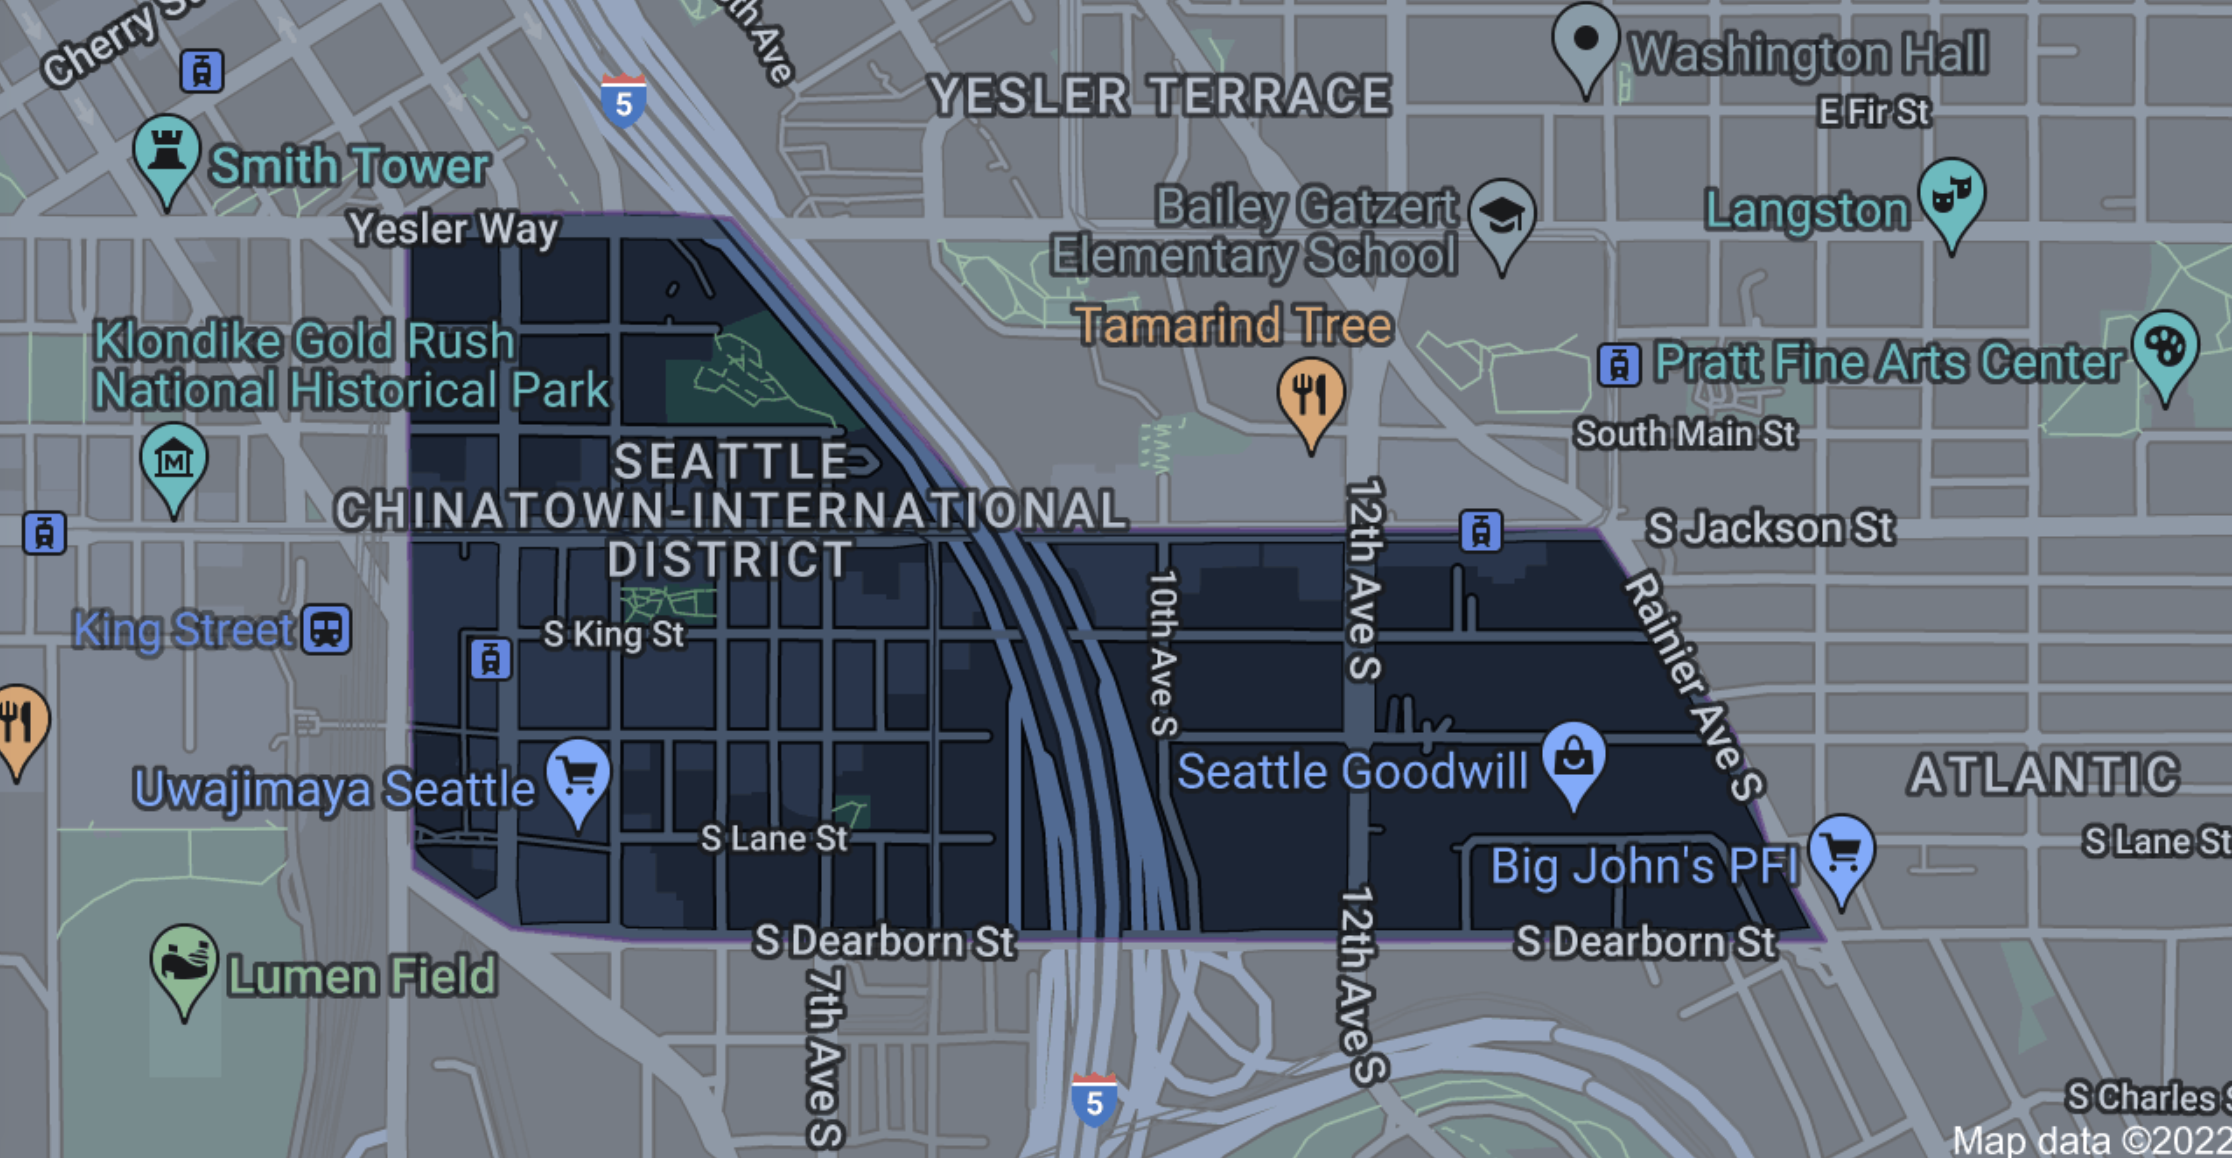 Cherry St
5
YESLER TERRACE
Washington Hall
E Fir St
Smith Tower
Yesler Way
Bailey Gatzert
Elementary School
Langston
Tamarind Tree
Klondike Gold Rush
National Historical Park
Pratt Fine Arts Center
South Main St
SEATTLE
CHINATOWN-INTERNATIONAL
DISTRICT
12th Ave S
S Jackson St
King Street
S King St
10th Ave S
Rainier Ave S
Uwajimaya Seattle
Seattle Goodwill
ATLANTIC
S Lane St
Big John's PFI
S Lane St
S Dearborn St
12th Ave S
S Dearborn St
Lumen Field
7th Ave S
5
S Charles S
Map data ©2022